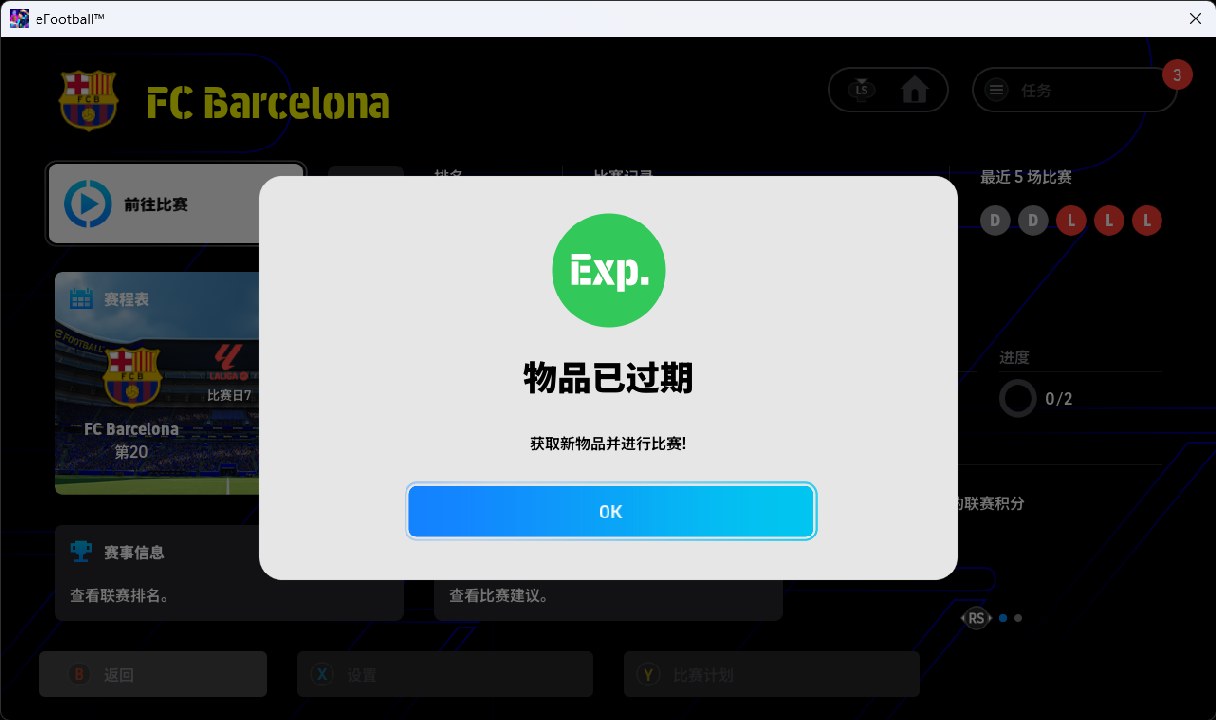 eFootball™
FC Barcelona
LS
任务
3
前往比赛
排名
比赛记录
最近 5 场比赛
D D L L L
Exp.
物品已过期
获取新物品并进行比赛!
OK
赛程表
比赛日7
FC Barcelona
第20
进度
0/2
联赛积分
赛事信息
查看联赛排名。
查看比赛建议。
RS
B 返回
X 设置
Y 比赛计划